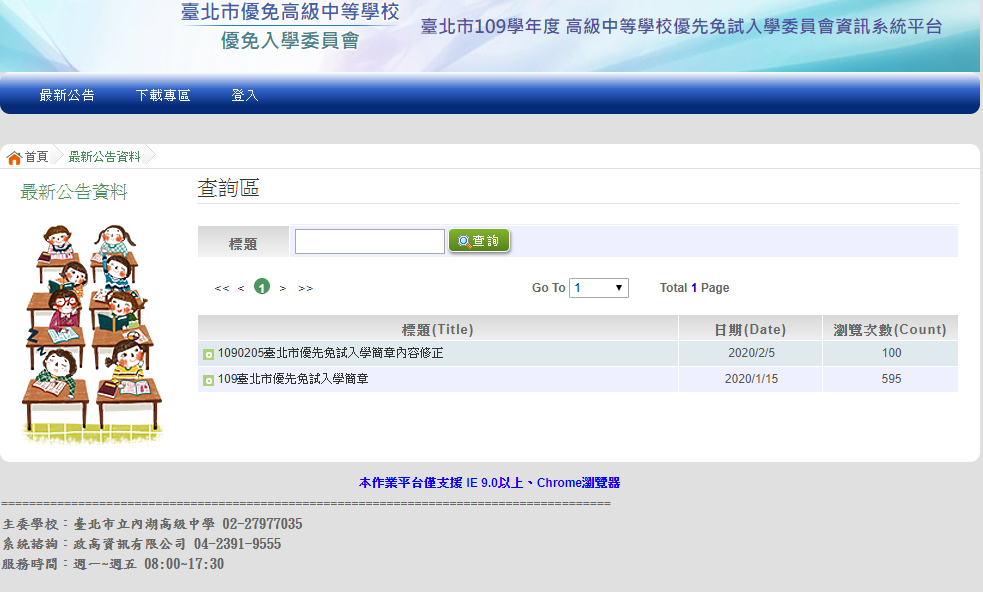 臺北市優免高級中等學校
優免入學委員會
臺北市109學年度 高級中等學校優先免試入學委員會資訊系統平台
最新公告 下載專區 登入
首頁 最新公告資料
最新公告資料
查詢區
標題 查詢
<< < 1 > >> Go To 1 Total 1 Page
標題(Title) 日期(Date) 瀏覽次數(Count)
1090205臺北市優先免試入學簡章內容修正 2020/2/5 100
109臺北市優先免試入學簡章 2020/1/15 595
本作業平台僅支援 IE 9.0以上、Chrome瀏覽器
================================================================================
主委學校：臺北市立內湖高級中學 02-27977035
系統諮詢：政高資訊有限公司 04-2391-9555
服務時間：週一~週五 08:00~17:30